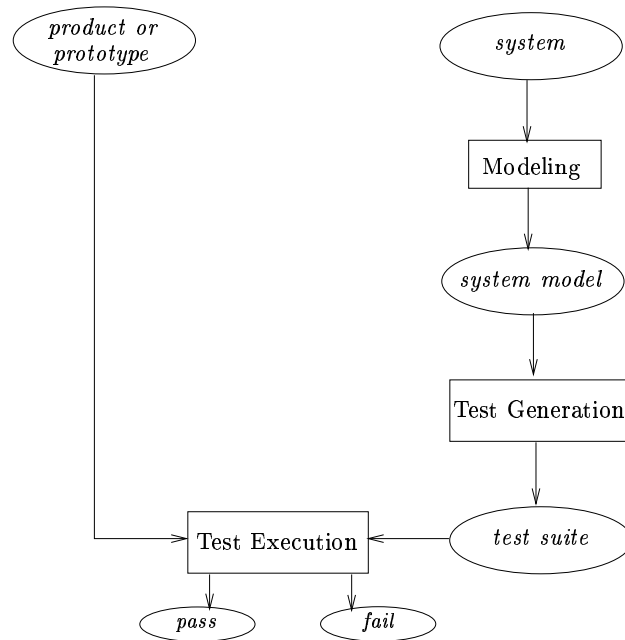 product or
prototype
system
Modeling
system model
Test Generation
test suite
Test Execution
pass
fail